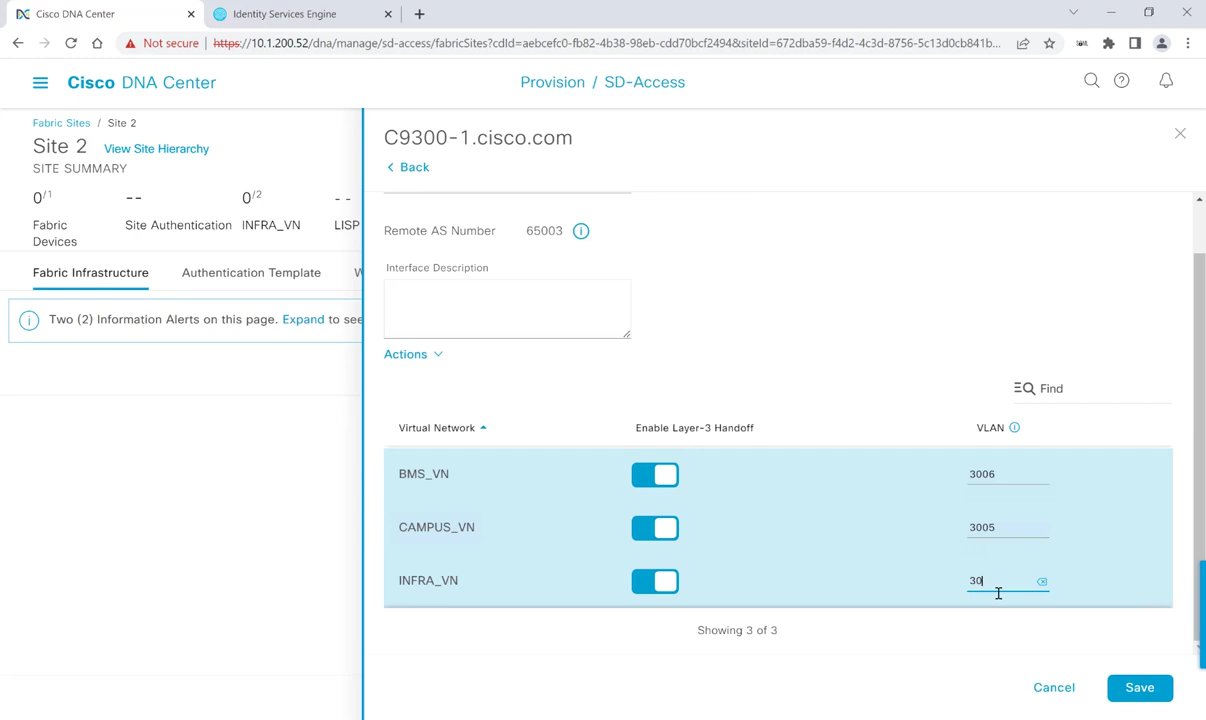 Cisco DNA Center
Identity Services Engine
Not secure https://10.1.200.52/dna/manage/sd-access/fabricSites?cdId=aebcefc0-fb82-4b38-98eb-cdd70bcf2494&siteId=672dba59-f4d2-4c3d-8756-5c13d0cb841b...
Cisco DNA Center
Provision / SD-Access
Fabric Sites / Site 2
Site 2 View Site Hierarchy
SITE SUMMARY
0/1 -- 0/2 --
Fabric Devices Site Authentication INFRA_VN LISP
Fabric Infrastructure Authentication Template W
Two (2) Information Alerts on this page. Expand to see
C9300-1.cisco.com
Back
Remote AS Number 65003
Interface Description
Actions
Find
Virtual Network Enable Layer-3 Handoff VLAN
BMS_VN 3006
CAMPUS_VN 3005
INFRA_VN 30
Showing 3 of 3
Cancel Save